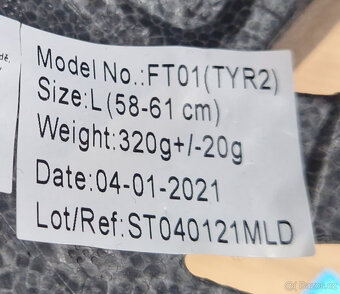 Model No.:FT01(TYR2)
Size:L(58-61 cm)
Weight:320g+/-20g
Date:04-01-2021
Lot/Ref:ST040121MLD